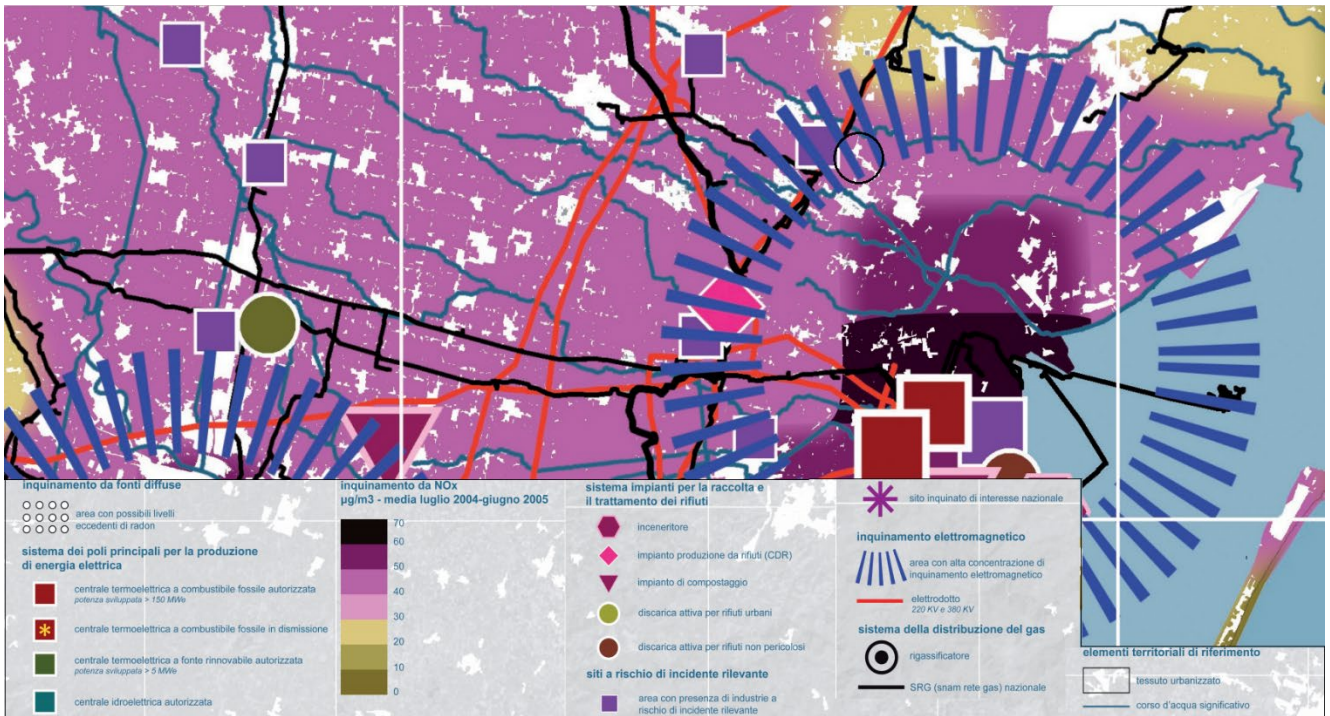 inquinamento da fonti diffuse
area con possibili livelli
eccedenti di radon
sistema dei poli principali per la produzione
di energia elettrica
centrale termoelettrica a combustibile fossile autorizzata
potenza sviluppata > 150 MWe
centrale termoelettrica a combustibile fossile in dismissione
centrale termoelettrica a fonte rinnovabile autorizzata
potenza sviluppata > 5 MWe
centrale idroelettrica autorizzata
inquinamento da NOx
µg/m3 - media luglio 2004-giugno 2005
70
60
50
40
30
20
10
0
sistema impianti per la raccolta e
il trattamento dei rifiuti
inceneritore
impianto produzione da rifiuti (CDR)
impianto di compostaggio
discarica attiva per rifiuti urbani
discarica attiva per rifiuti non pericolosi
siti a rischio di incidente rilevante
area con presenza di industrie a
rischio di incidente rilevante
sito inquinato di interesse nazionale
inquinamento elettromagnetico
area con alta concentrazione di
inquinamento elettromagnetico
elettrodotto
220 KV e 380 KV
sistema della distribuzione del gas
rigassificatore
SRG (snam rete gas) nazionale
elementi territoriali di riferimento
tessuto urbanizzato
corso d'acqua significativo